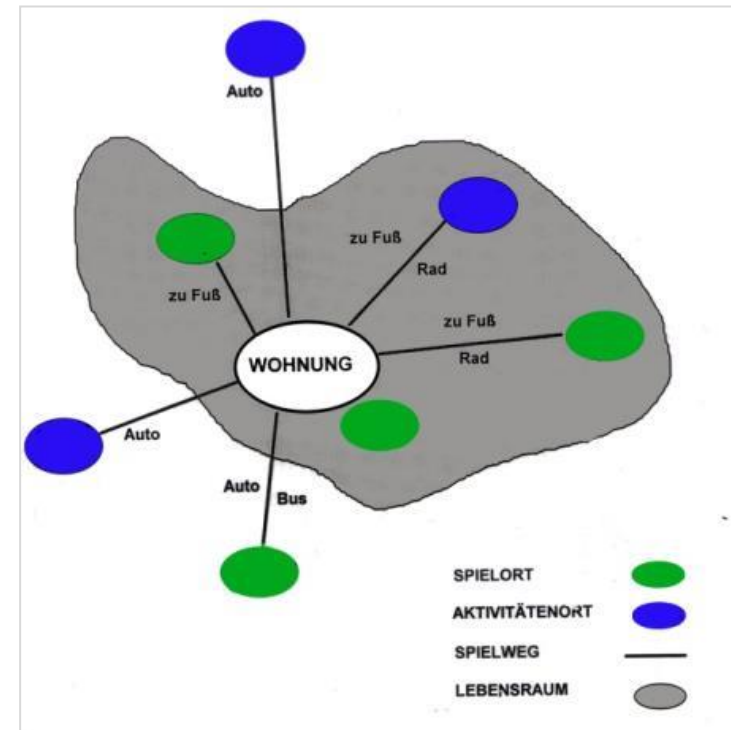 Auto
zu Fuß
Rad
zu Fuß
zu Fuß
Rad
WOHNUNG
Auto
Auto
Bus
SPIELORT
AKTIVITÄTENORT
SPIELWEG
LEBENSRAUM